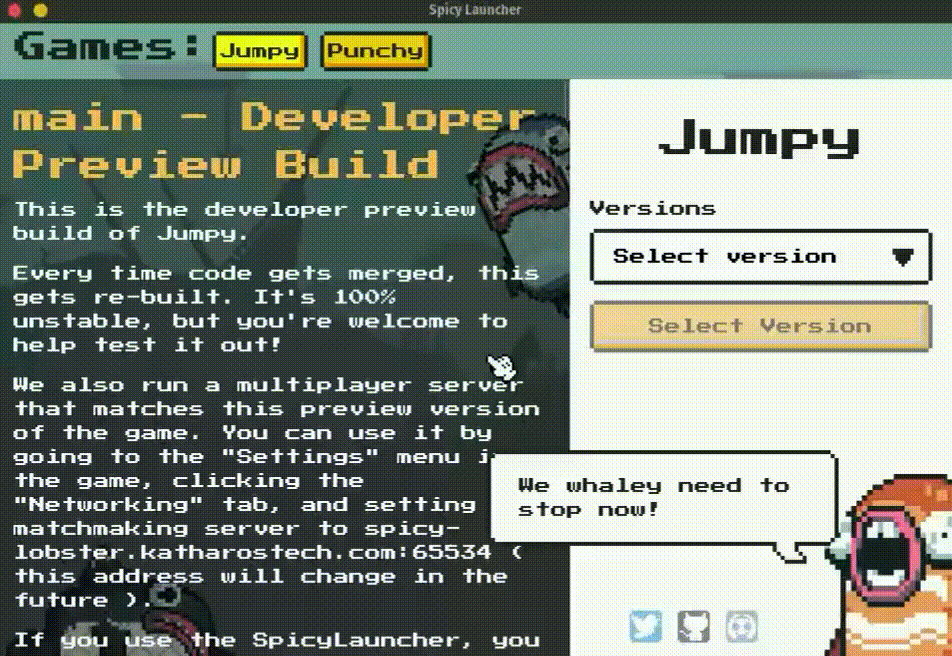 Spicy Launcher
Games:
Jumpy
Punchy
main - Developer
Preview Build
This is the developer preview
build of Jumpy.
Every time code gets merged, this
gets re-built. It's 100%
unstable, but you're welcome to
help test it out!
We also run a multiplayer server
that matches this preview version
of the game. You can use it by
going to the "Settings" menu
the game, clicking the
"Networking" tab, and setting
matchmaking server to spicy-
lobster.katharostech.com:65534 (
this address will change in the
future ).
If you use the SpicyLauncher, you
Jumpy
Versions
Select version
Select Version
We whaley need to
stop now!